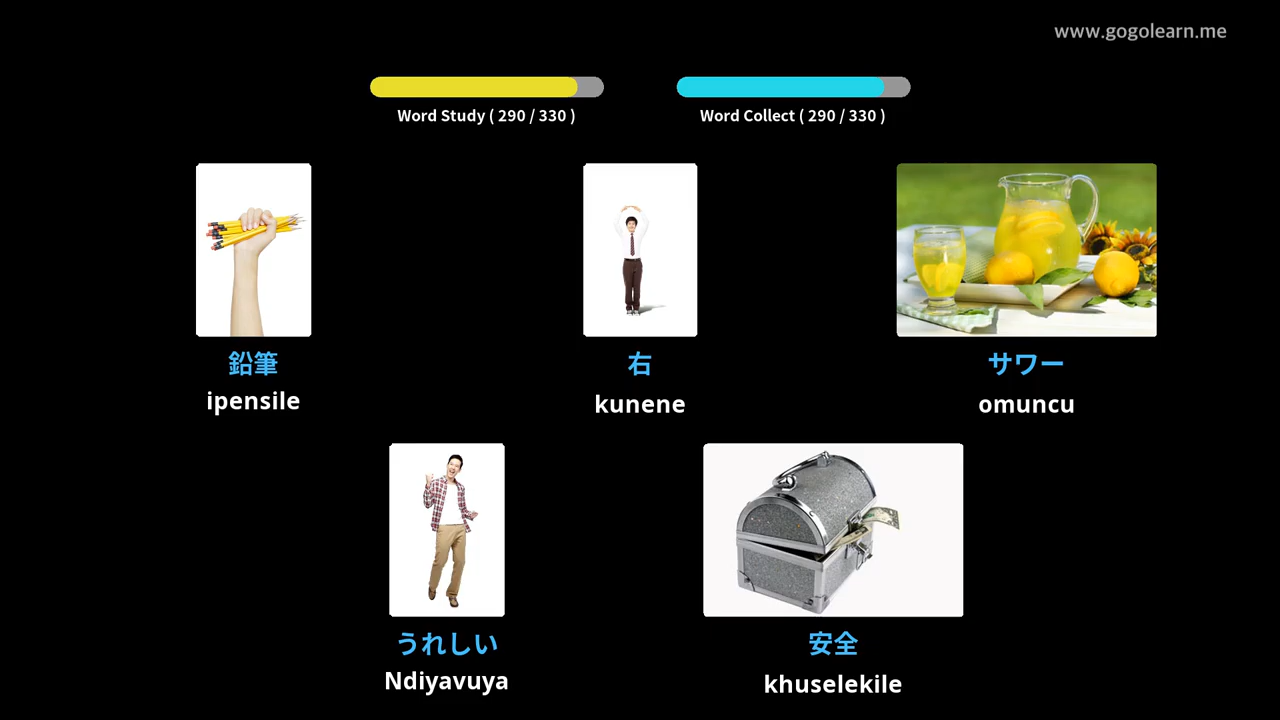 www.gogolearn.me
Word Study ( 290 / 330 )
Word Collect ( 290 / 330 )
鉛筆
ipensile
右
kunene
サワー
omuncu
うれしい
Ndiyavuya
安全
khuselekile